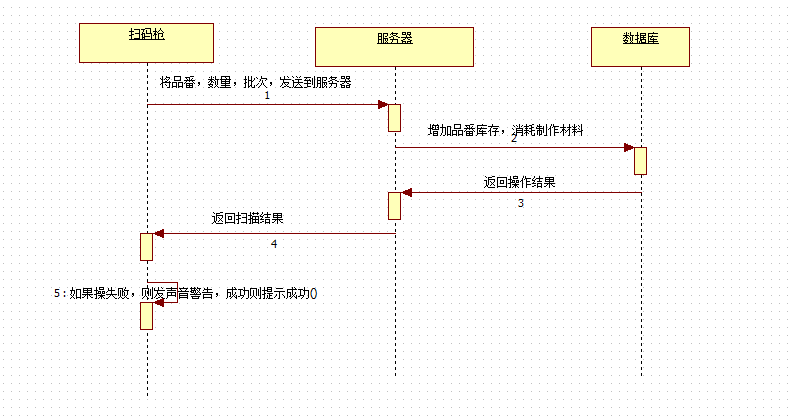 扫码枪
服务器
数据库
将品番，数量，批次，发送到服务器
1
增加品番库存，消耗制作材料
2
返回操作结果
3
返回扫描结果
4
5 : 如果操失败，则发声音警告，成功则提示成功()